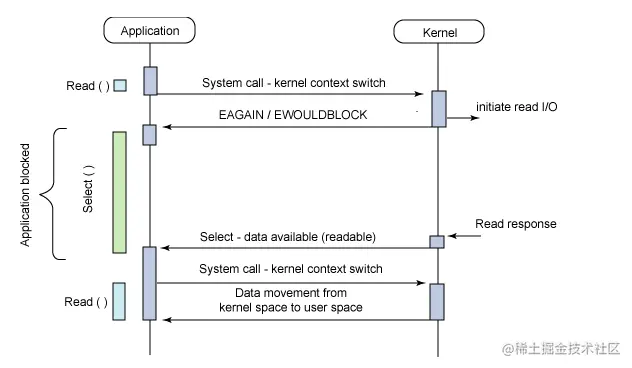 Application
Kernel
Read ( )
System call - kernel context switch
initiate read I/O
EAGAIN / EWOULDBLOCK
Application blocked
Select ( )
Read response
Select - data available (readable)
System call - kernel context switch
Read ( )
Data movement from
kernel space to user space
@稀土掘金技术社区